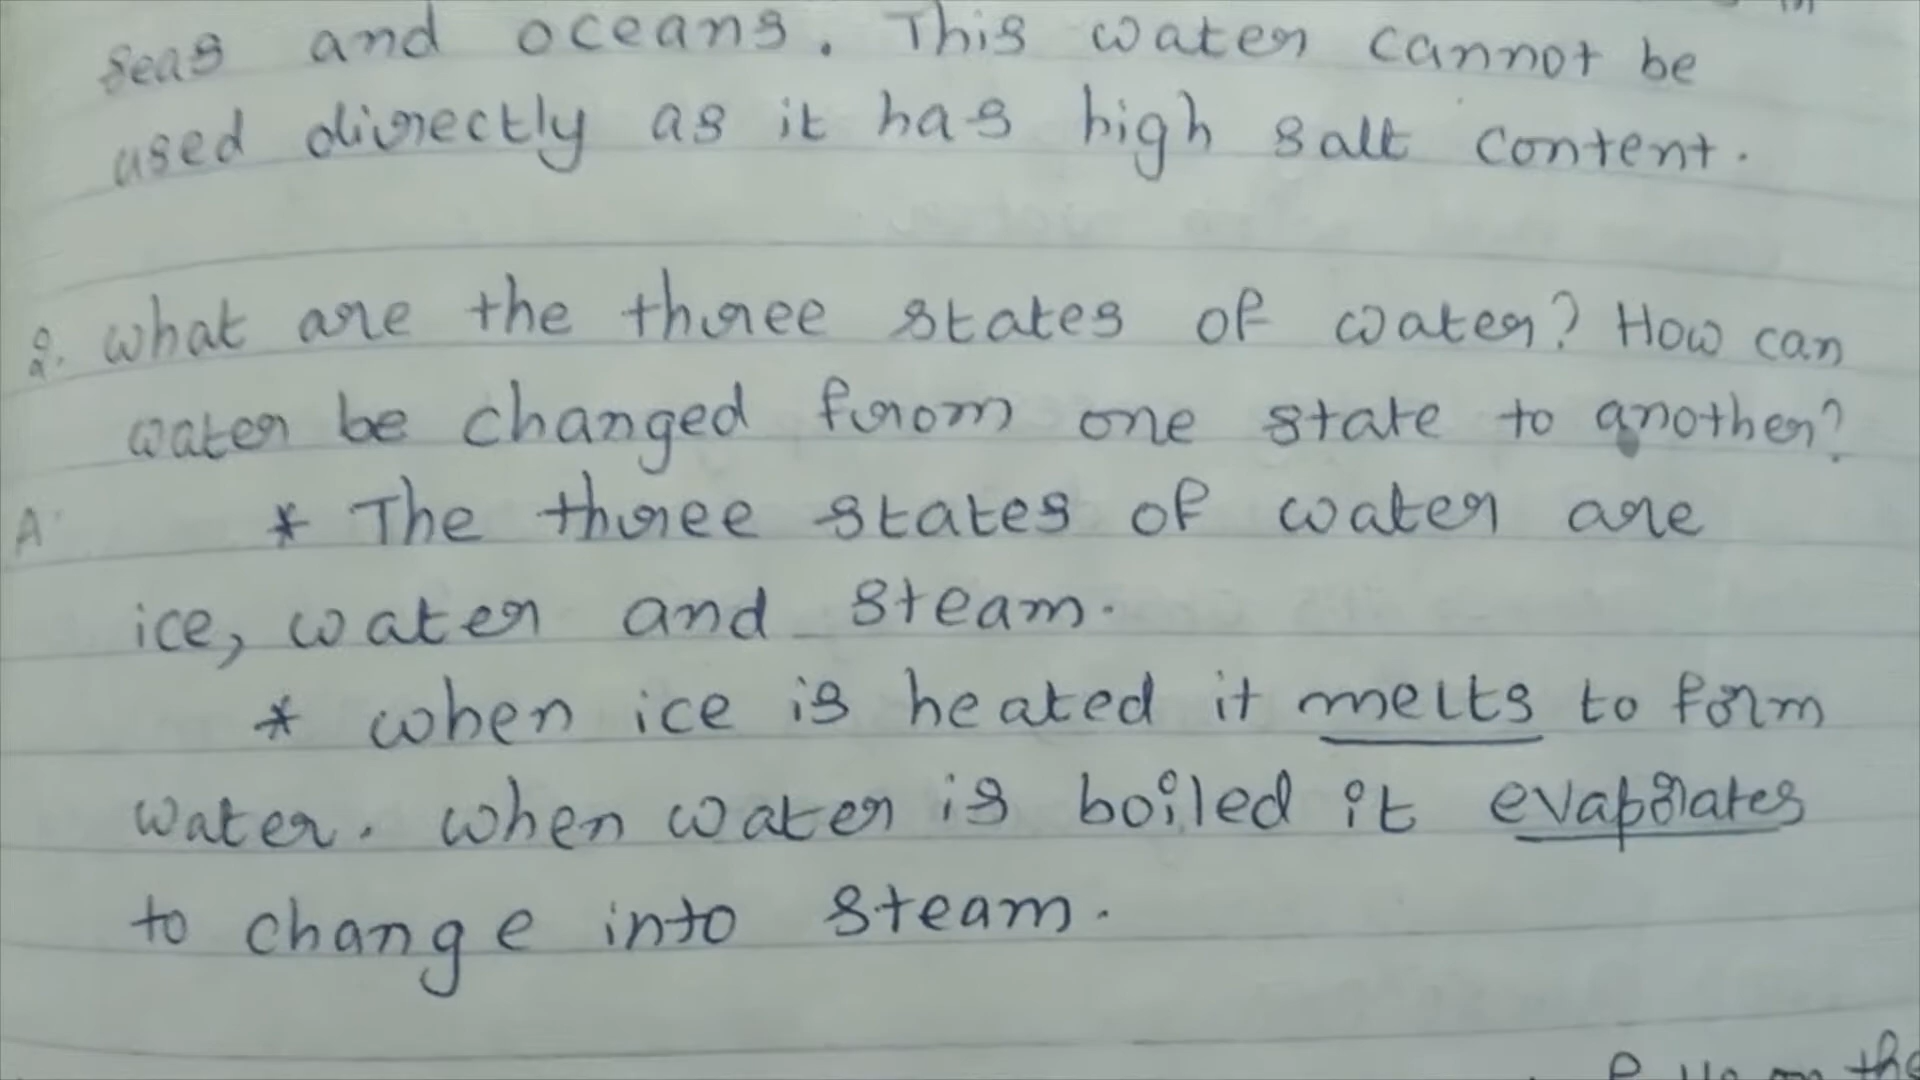 seas and oceans. This water cannot be
used directly as it has high salt content.
2. What are the three states of water? How can
water be changed from one state to another?
A. * The three states of water are
ice, water and steam.
* when ice is heated it melts to form
water. when water is boiled it evaporates
to change into steam.
the